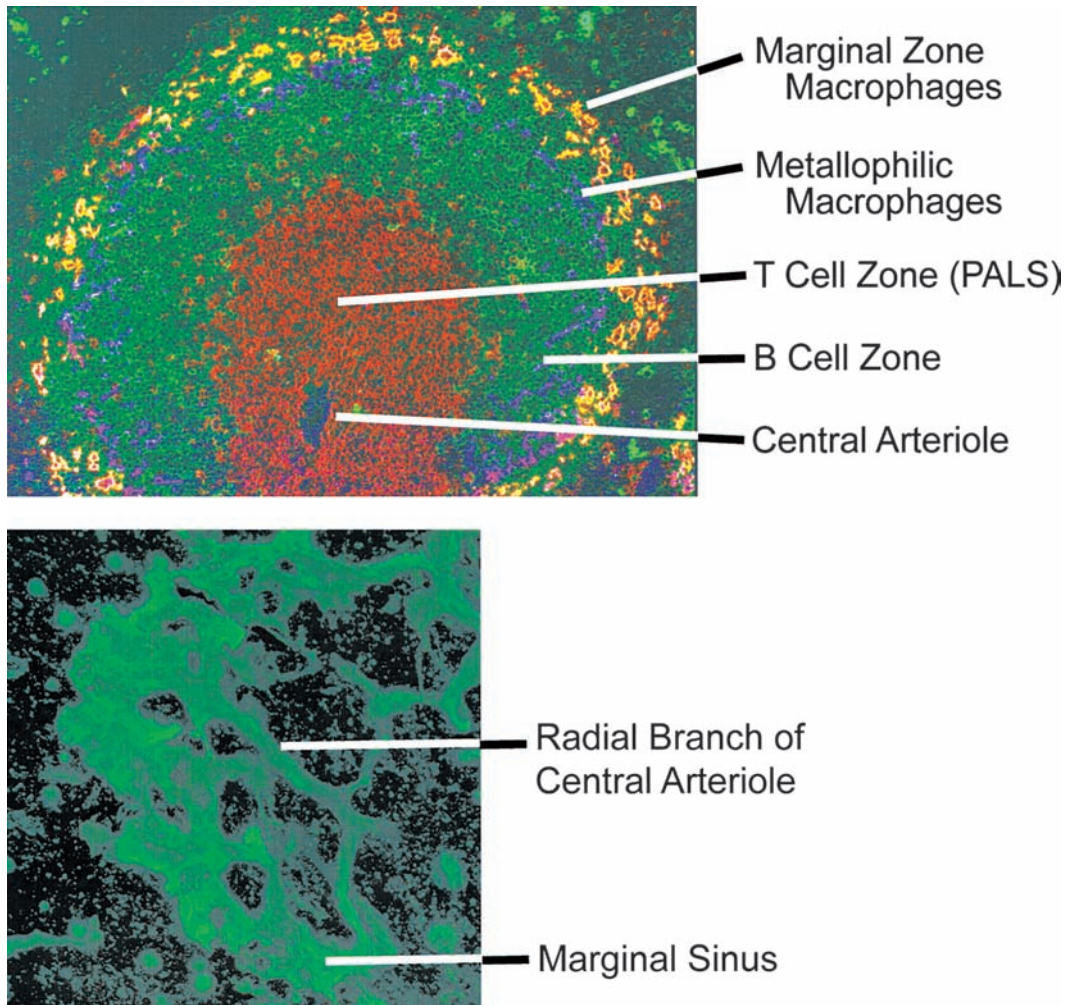 Marginal Zone
Macrophages
Metallophilic
Macrophages
T Cell Zone (PALS)
B Cell Zone
Central Arteriole
Radial Branch of
Central Arteriole
Marginal Sinus